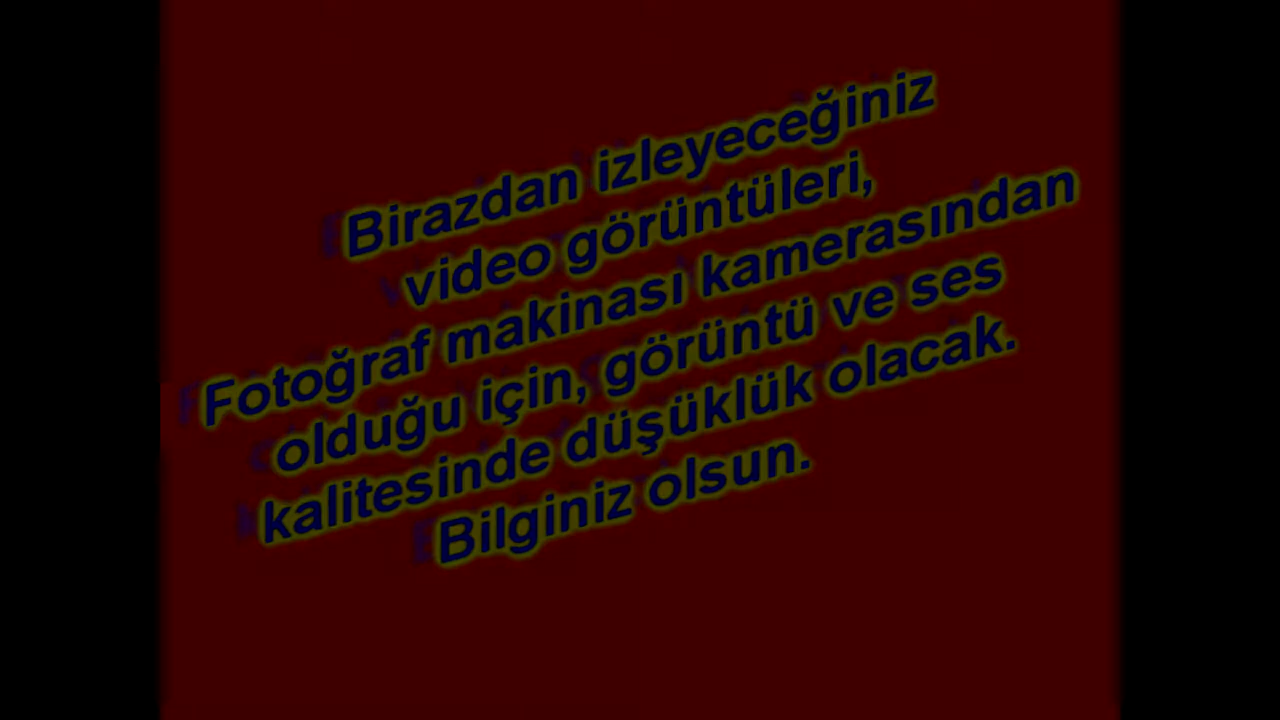 Birazdan izleyeceğiniz
video görüntüleri,
Fotoğraf makinası kamerasından
olduğu için, görüntü ve ses
kalitesinde düşüklük olacak.
Bilginiz olsun.